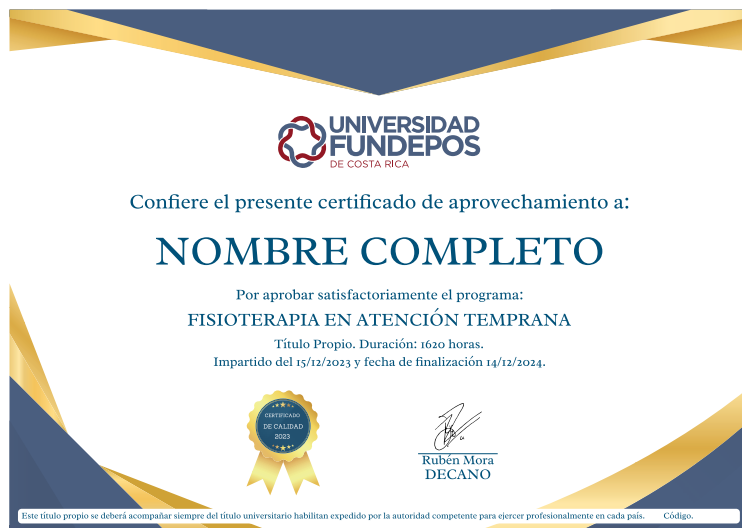 UNIVERSIDAD
FUNDEPOS
DE COSTA RICA
Confiere el presente certificado de aprovechamiento a:
NOMBRE COMPLETO
Por aprobar satisfactoriamente el programa:
FISIOTERAPIA EN ATENCIÓN TEMPRANA
Título Propio. Duración: 1620 horas.
Impartido del 15/12/2023 y fecha de finalización 14/12/2024.
CERTIFICADO
DE CALIDAD
2023
Rubén Mora
DECANO
Este título propio se deberá acompañar siempre del título universitario habilitan expedido por la autoridad competente para ejercer profesionalmente en cada país. Código.